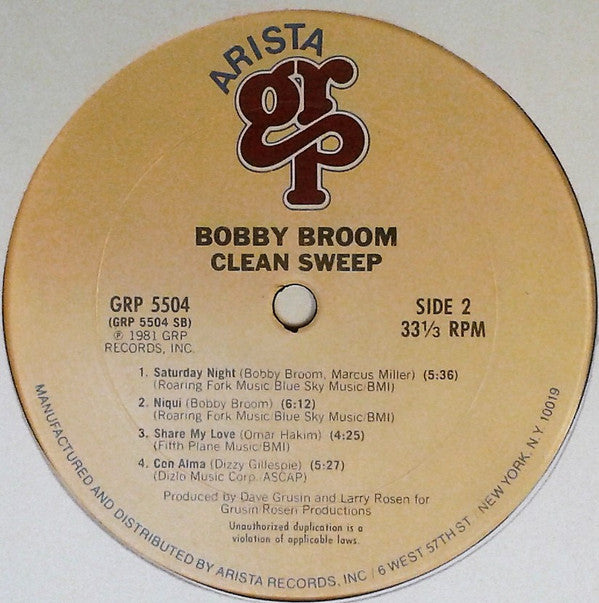 ARISTA
grp
BOBBY BROOM
CLEAN SWEEP
GRP 5504
(GRP 5504 SB)
℗ 1981 GRP
RECORDS, INC.
SIDE 2
33⅓ RPM
1. Saturday Night (Bobby Broom, Marcus Miller) (5:36)
(Roaring Fork Music/Blue Sky Music/BMI)
2. Niqui (Bobby Broom) (6:12)
(Roaring Fork Music/Blue Sky Music/BMI)
3. Share My Love (Omar Hakim) (4:25)
(Fifth Plane Music/BMI)
4. Con Alma (Dizzy Gillespie) (5:27)
(Dizlo Music Corp./ASCAP)
Produced by Dave Grusin and Larry Rosen for
Grusin Rosen Productions
Unauthorized duplication is a
violation of applicable laws.
MANUFACTURED AND DISTRIBUTED BY ARISTA RECORDS, INC / 6 WEST 57TH ST · NEW YORK, N Y 10019